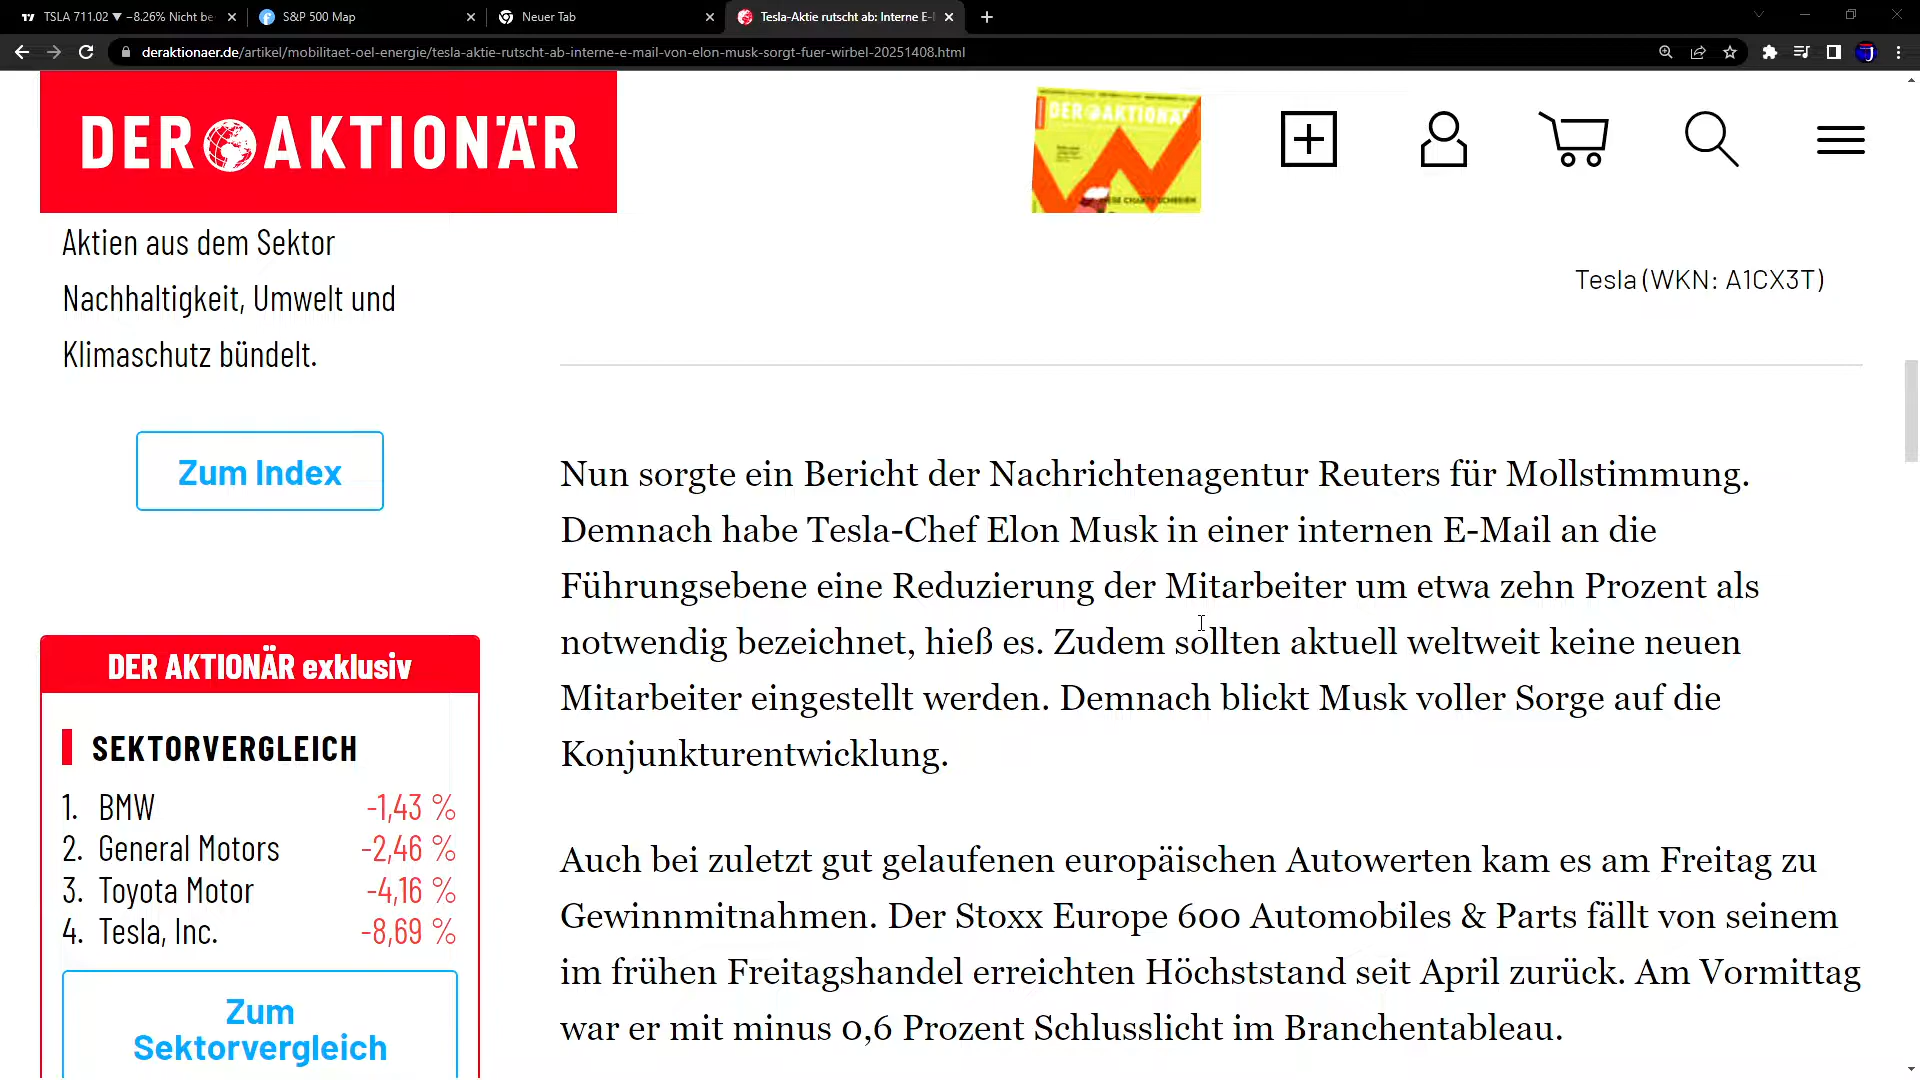 TSLA 711.02 ▼ −8.26% Nicht be
S&P 500 Map
Neuer Tab
Tesla-Aktie rutscht ab: Interne E-
deraktionaer.de/artikel/mobilitaet-oel-energie/tesla-aktie-rutscht-ab-interne-e-mail-von-elon-musk-sorgt-fuer-wirbel-20251408.html
DER AKTIONÄR
DER AKTIONÄ
Aktien aus dem Sektor
Nachhaltigkeit, Umwelt und
Klimaschutz bündelt.
Zum Index
DER AKTIONÄR exklusiv
SEKTORVERGLEICH
1. BMW -1,43 %
2. General Motors -2,46 %
3. Toyota Motor -4,16 %
4. Tesla, Inc. -8,69 %
Zum
Sektorvergleich
Tesla (WKN: A1CX3T)
Nun sorgte ein Bericht der Nachrichtenagentur Reuters für Mollstimmung.
Demnach habe Tesla-Chef Elon Musk in einer internen E-Mail an die
Führungsebene eine Reduzierung der Mitarbeiter um etwa zehn Prozent als
notwendig bezeichnet, hieß es. Zudem sollten aktuell weltweit keine neuen
Mitarbeiter eingestellt werden. Demnach blickt Musk voller Sorge auf die
Konjunkturentwicklung.
Auch bei zuletzt gut gelaufenen europäischen Autowerten kam es am Freitag zu
Gewinnmitnahmen. Der Stoxx Europe 600 Automobiles & Parts fällt von seinem
im frühen Freitagshandel erreichten Höchststand seit April zurück. Am Vormittag
war er mit minus 0,6 Prozent Schlusslicht im Branchentableau.